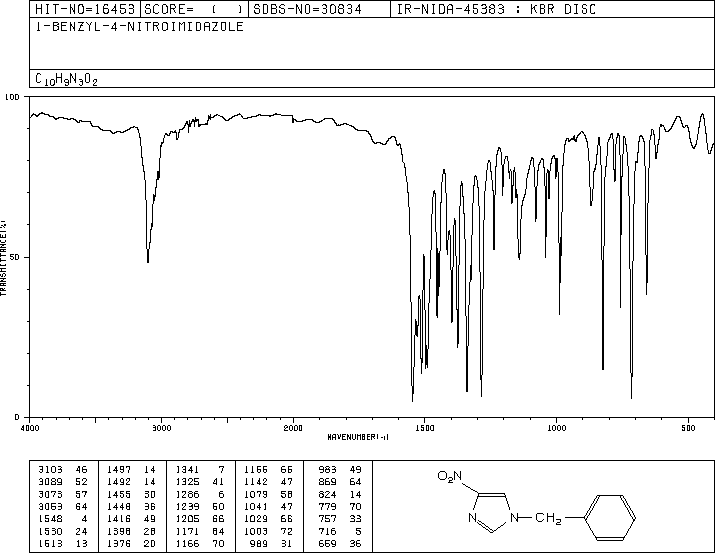 HIT-NO=16453 SCORE= ( ) SDBS-NO=30834 IR-NIDA-45383 : KBR DISC
1-BENZYL-4-NITROIMIDAZOLE
C10H9N3O2
100
50
0
TRANSMITTANCE(%)
4000 3000 2000 1500 1000 500
WAVENUMBER(-1)
3103 46 1497 14 1341 7 1156 66 983 49
3089 52 1492 14 1325 41 1142 47 869 64
3073 57 1455 30 1286 6 1079 58 824 14
3053 64 1448 36 1239 50 1041 47 779 70
1548 4 1416 49 1205 66 1029 66 757 33
1530 24 1398 28 1171 64 1003 72 716 5
1513 13 1376 20 1166 70 989 31 659 36
O2N
N
N
CH2